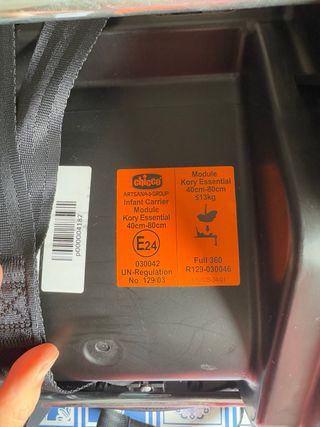 chicco
ARTSANA GROUP
Infant Carrier
Module
Kory Essential
40cm-80cm
E24
030042
UN-Regulation
No. 129/03
Module
Kory Essential
40cm-80cm
≤13kg
Full 360
R129-030046
p000004187